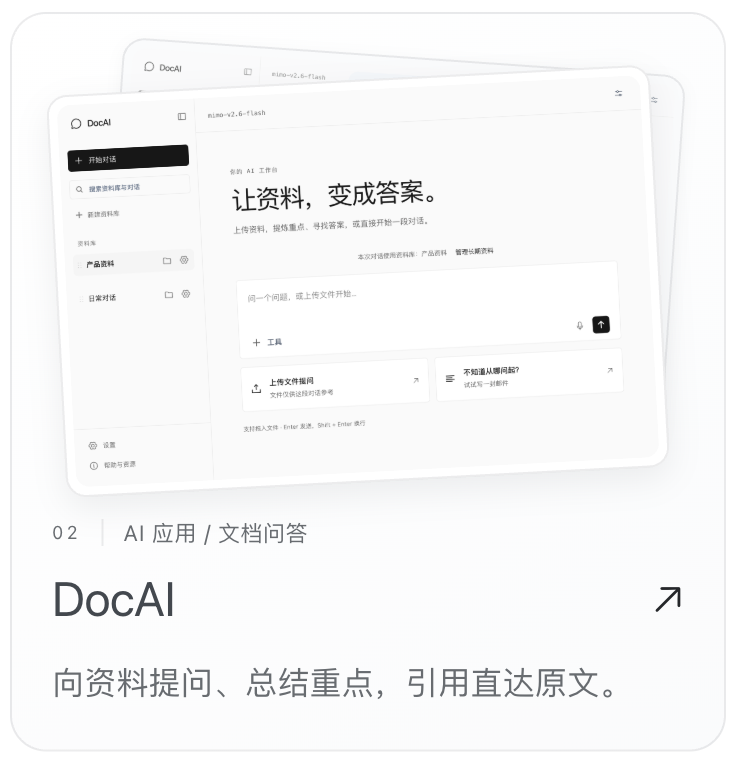 DocAI
mimo-v2.6-flash
DocAI
mimo-v2.6-flash
开始对话
搜索资料库与对话
新建资料库
资料库
产品资料
日常对话
设置
帮助与资源
你的 AI 工作台
让资料，变成答案。
上传资料，提炼重点、寻找答案，或直接开始一段对话。
本次对话使用资料库：产品资料 管理长期资料
问一个问题，或上传文件开始…
工具
上传文件提问
文件仅供这段对话参考
不知道从哪问起？
试试写一封邮件
支持拖入文件 · Enter 发送，Shift + Enter 换行
02 AI 应用 / 文档问答
DocAI
向资料提问、总结重点，引用直达原文。